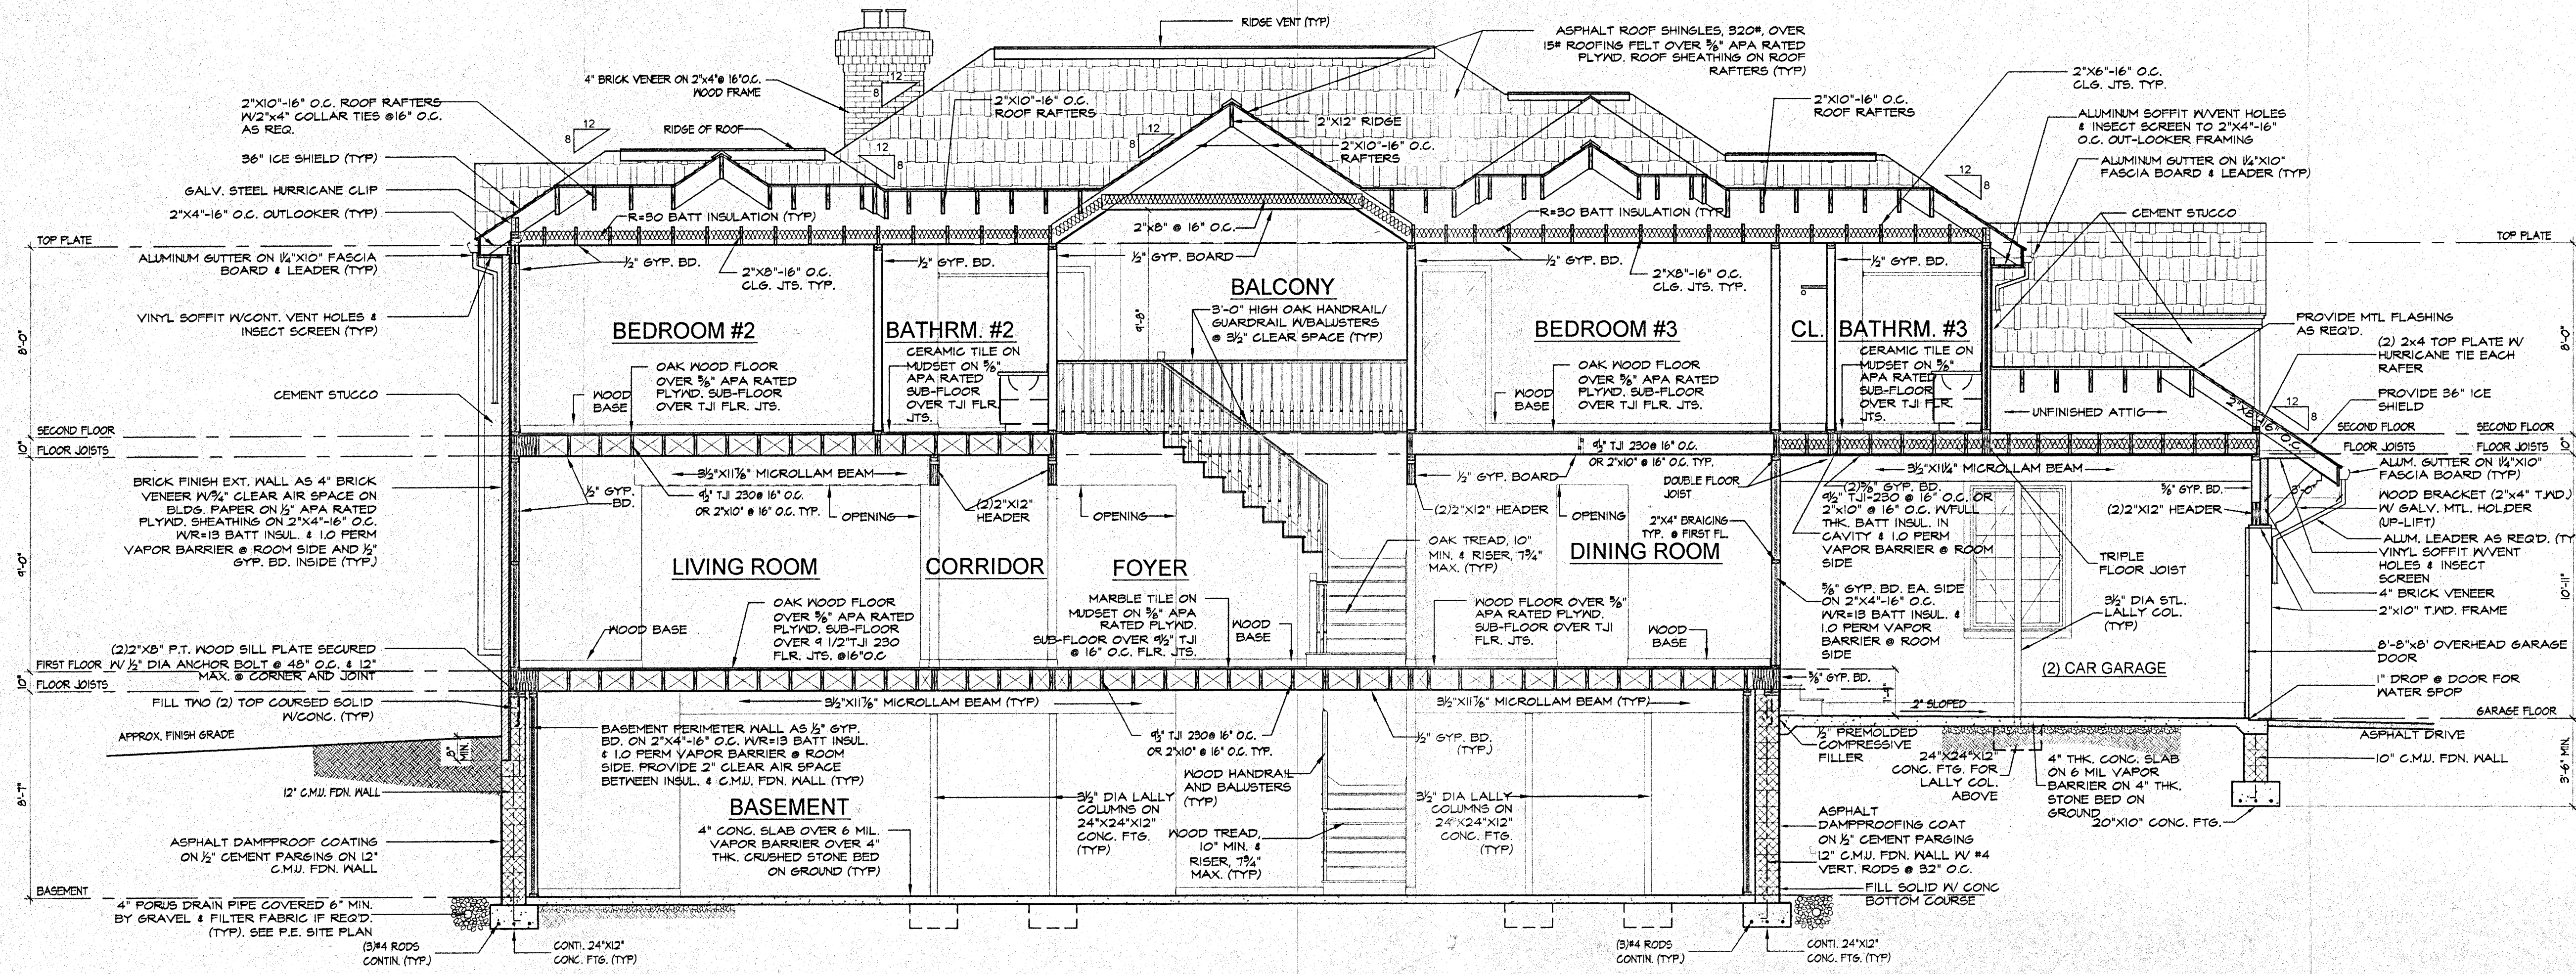 RIDGE VENT (TYP)
ASPHALT ROOF SHINGLES, 320#, OVER
15# ROOFING FELT OVER 5/8" APA RATED
PLYWD. ROOF SHEATHING ON ROOF
RAFTERS (TYP)
4" BRICK VENEER ON 2"x4"@ 16"O.C.
WOOD FRAME
12
8
2"X10"-16" O.C. ROOF RAFTERS
W/2"x4" COLLAR TIES @16" O.C.
AS REQ.
RIDGE OF ROOF
12
8
12
8
36" ICE SHIELD (TYP)
GALV. STEEL HURRICANE CLIP
2"X4"-16" O.C. OUTLOOKER (TYP)
2"X10"-16" O.C.
ROOF RAFTERS
12
8
2"X12" RIDGE
2"X10"-16" O.C.
RAFTERS
2"X10"-16" O.C.
ROOF RAFTERS
2"X6"-16" O.C.
CLG. JTS. TYP.
ALUMINUM SOFFIT W/VENT HOLES
& INSECT SCREEN TO 2"X4"-16"
O.C. OUT-LOOKER FRAMING
ALUMINUM GUTTER ON 1¼"X10"
FASCIA BOARD & LEADER (TYP)
12
8
CEMENT STUCCO
R=30 BATT INSULATION (TYP)
2"x8" @ 16" O.C.
R=30 BATT INSULATION (TYP)
TOP PLATE
TOP PLATE
ALUMINUM GUTTER ON 1¼"X10" FASCIA
BOARD & LEADER (TYP)
½" GYP. BD.
2"X8"-16" O.C.
CLG. JTS. TYP.
½" GYP. BD.
½" GYP. BOARD
½" GYP. BD.
2"X8"-16" O.C.
CLG. JTS. TYP.
½" GYP. BD.
VINYL SOFFIT W/CONT. VENT HOLES &
INSECT SCREEN (TYP)
8'-0"
BEDROOM #2
BATHRM. #2
9'-8"
BALCONY
3'-0" HIGH OAK HANDRAIL/
GUARDRAIL W/BALUSTERS
@ 3½" CLEAR SPACE (TYP)
BEDROOM #3
CL.
BATHRM. #3
PROVIDE MTL FLASHING
AS REQ'D.
(2) 2x4 TOP PLATE W/
HURRICANE TIE EACH
RAFER
8'-0"
CEMENT STUCCO
WOOD
BASE
OAK WOOD FLOOR
OVER 5/8" APA RATED
PLYWD. SUB-FLOOR
OVER TJI FLR. JTS.
CERAMIC TILE ON
MUDSET ON 5/8"
APA RATED
SUB-FLOOR
OVER TJI FLR.
JTS.
WOOD
BASE
OAK WOOD FLOOR
OVER 5/8" APA RATED
PLYWD. SUB-FLOOR
OVER TJI FLR. JTS.
CERAMIC TILE ON
MUDSET ON 5/8"
APA RATED
SUB-FLOOR
OVER TJI FLR.
JTS.
UNFINISHED ATTIG
2"X8"-16" O.C.
12
8
PROVIDE 36" ICE
SHIELD
SECOND FLOOR
SECOND FLOOR
SECOND FLOOR
10"
FLOOR JOISTS
FLOOR JOISTS
FLOOR JOISTS
10"
BRICK FINISH EXT. WALL AS 4" BRICK
VENEER W/¾" CLEAR AIR SPACE ON
BLDG. PAPER ON ½" APA RATED
PLYWD. SHEATHING ON 2"X4"-16" O.C.
W/R=13 BATT INSUL. & 1.0 PERM
VAPOR BARRIER @ ROOM SIDE AND ½"
GYP. BD. INSIDE (TYP.)
9'-0"
½" GYP.
BD.
3½"X11⅞" MICROLLAM BEAM
9½" TJI 230@ 16" O.C.
OR 2"x10" @ 16" O.C. TYP.
OPENING
(2)2"X12"
HEADER
OPENING
½" GYP. BOARD
(2)2"X12" HEADER
9½" TJI 230@ 16" O.C.
OR 2"x10" @ 16" O.C. TYP.
OPENING
DOUBLE FLOOR
JOIST
2"X4" BRAICING
TYP. @ FIRST FL.
3½"X11¼" MICROLLAM BEAM
(2)5/8" GYP. BD.
9½" TJI-230 @ 16" O.C. OR
2"x10" @ 16" O.C. W/FULL
THK. BATT INSUL. IN
CAVITY & 1.0 PERM
VAPOR BARRIER @ ROOM
SIDE
5/8" GYP. BD.
(2)2"X12" HEADER
3'-0"
ALUM. GUTTER ON 1¼"X10"
FASCIA BOARD (TYP)
WOOD BRACKET (2"x4" T.WD.)
W/ GALV. MTL. HOLDER
(UP-LIFT)
ALUM. LEADER AS REQ'D. (TY
VINYL SOFFIT W/VENT
HOLES & INSECT
SCREEN
4" BRICK VENEER
2"x10" T.WD. FRAME
10'-11"
LIVING ROOM
CORRIDOR
FOYER
OAK TREAD, 10"
MIN. & RISER, 7¾"
MAX. (TYP)
DINING ROOM
TRIPLE
FLOOR JOIST
WOOD BASE
OAK WOOD FLOOR
OVER 5/8" APA RATED
PLYWD. SUB-FLOOR
OVER 9 1/2"TJI 230
FLR. JTS. @16"O.C
MARBLE TILE ON
MUDSET ON 5/8" APA
RATED PLYWD.
SUB-FLOOR OVER 9½" TJI
@ 16" O.C. FLR. JTS.
WOOD
BASE
WOOD FLOOR OVER 5/8"
APA RATED PLYWD.
SUB-FLOOR OVER TJI
FLR. JTS.
WOOD
BASE
5/8" GYP. BD. EA. SIDE
ON 2"X4"-16" O.C.
W/R=13 BATT INSUL. &
1.0 PERM VAPOR
BARRIER @ ROOM
SIDE
3½" DIA STL.
LALLY COL.
(TYP)
(2) CAR GARAGE
8'-8"x8' OVERHEAD GARAGE
DOOR
1" DROP @ DOOR FOR
WATER SPOP
(2)2"X8" P.T. WOOD SILL PLATE SECURED
W/ ½" DIA ANCHOR BOLT @ 48" O.C. & 12"
MAX. @ CORNER AND JOINT
FIRST FLOOR
10"
FLOOR JOISTS
FILL TWO (2) TOP COURSED SOLID
W/CONC. (TYP)
APPROX. FINISH GRADE
8"
MIN.
3½"X11⅞" MICROLLAM BEAM (TYP)
3½"X11⅞" MICROLLAM BEAM (TYP)
5/8" GYP. BD.
2" SLOPED
GARAGE FLOOR
BASEMENT PERIMETER WALL AS ½" GYP.
BD. ON 2"X4"-16" O.C. W/R=13 BATT INSUL.
& 1.0 PERM VAPOR BARRIER @ ROOM
SIDE. PROVIDE 2" CLEAR AIR SPACE
BETWEEN INSUL. & C.M.U. FDN. WALL (TYP)
9½" TJI 230@ 16" O.C.
OR 2"x10" @ 16" O.C. TYP.
½" GYP. BD.
(TYP.)
½" PREMOLDED
COMPRESSIVE
FILLER
24"X24"X12"
CONC. FTG. FOR
LALLY COL.
ABOVE
4" THK. CONC. SLAB
ON 6 MIL VAPOR
BARRIER ON 4" THK.
STONE BED ON
GROUND
20"X10" CONC. FTG.
ASPHALT DRIVE
10" C.M.U. FDN. WALL
3'-6" MIN.
8'-7"
12" C.M.U. FDN. WALL
BASEMENT
4" CONC. SLAB OVER 6 MIL.
VAPOR BARRIER OVER 4"
THK. CRUSHED STONE BED
ON GROUND (TYP)
3½" DIA LALLY
COLUMNS ON
24"X24"X12"
CONC. FTG.
(TYP)
WOOD HANDRAIL
AND BALUSTERS
(TYP)
WOOD TREAD,
10" MIN. &
RISER, 7¾"
MAX. (TYP)
3½" DIA LALLY
COLUMNS ON
24"X24"X12"
CONC. FTG.
(TYP)
ASPHALT
DAMPPROOFING COAT
ON ½" CEMENT PARGING
12" C.M.U. FDN. WALL W/ #4
VERT. RODS @ 32" O.C.
FILL SOLID W/ CONC
BOTTOM COURSE
ASPHALT DAMPPROOF COATING
ON ½" CEMENT PARGING ON 12"
C.M.U. FDN. WALL
BASEMENT
4" PORUS DRAIN PIPE COVERED 6" MIN.
BY GRAVEL & FILTER FABRIC IF REQ'D.
(TYP). SEE P.E. SITE PLAN
(3)#4 RODS
CONTIN. (TYP.)
CONTI. 24"X12"
CONC. FTG. (TYP)
(3)#4 RODS
CONTIN. (TYP.)
CONTI. 24"X12"
CONC. FTG. (TYP)